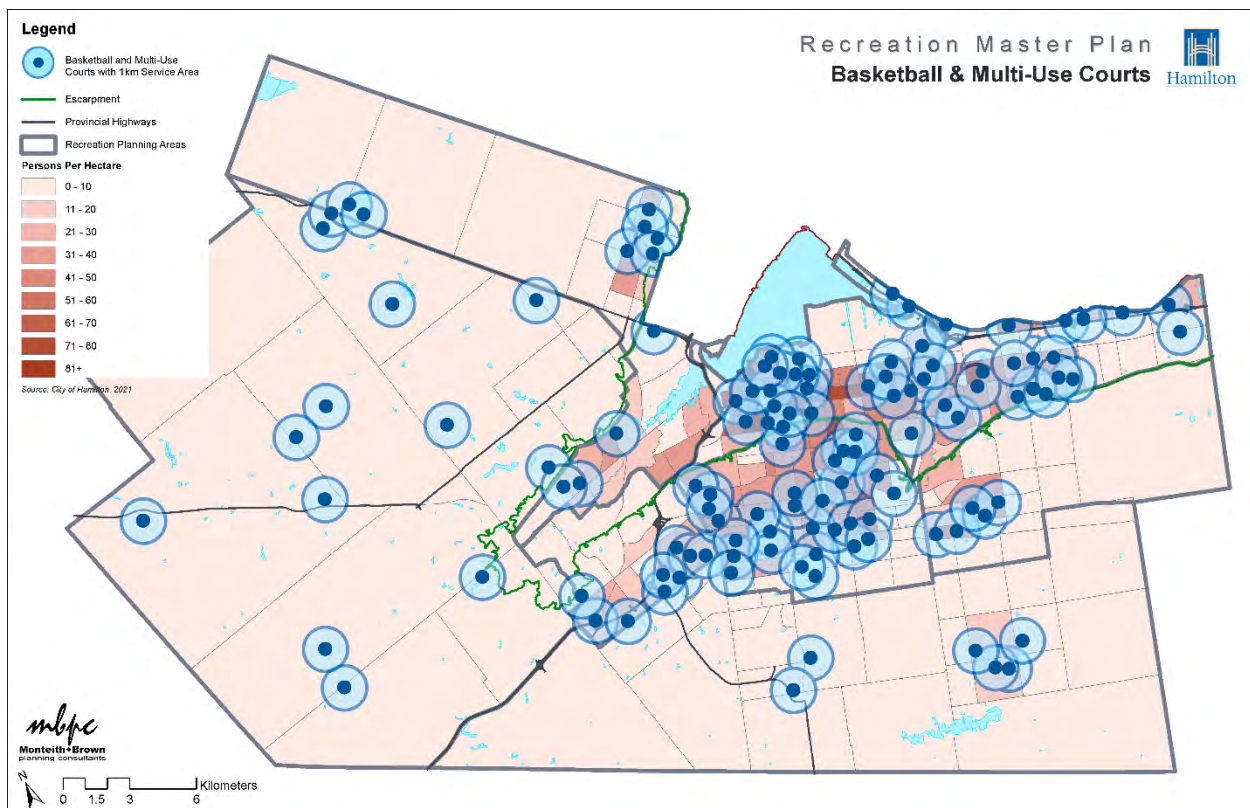 Legend
Basketball and Multi-Use
Courts with 1km Service Area
Escarpment
Provincial Highways
Recreation Planning Areas
Persons Per Hectare
0 - 10
11 - 20
21 - 30
31 - 40
41 - 50
51 - 60
61 - 70
71 - 80
81+
Source: City of Hamilton, 2021
Recreation Master Plan
Basketball & Multi-Use Courts
Hamilton
mbpc
Monteith+Brown
planning consultants
N
Kilometers
0 1.5 3 6